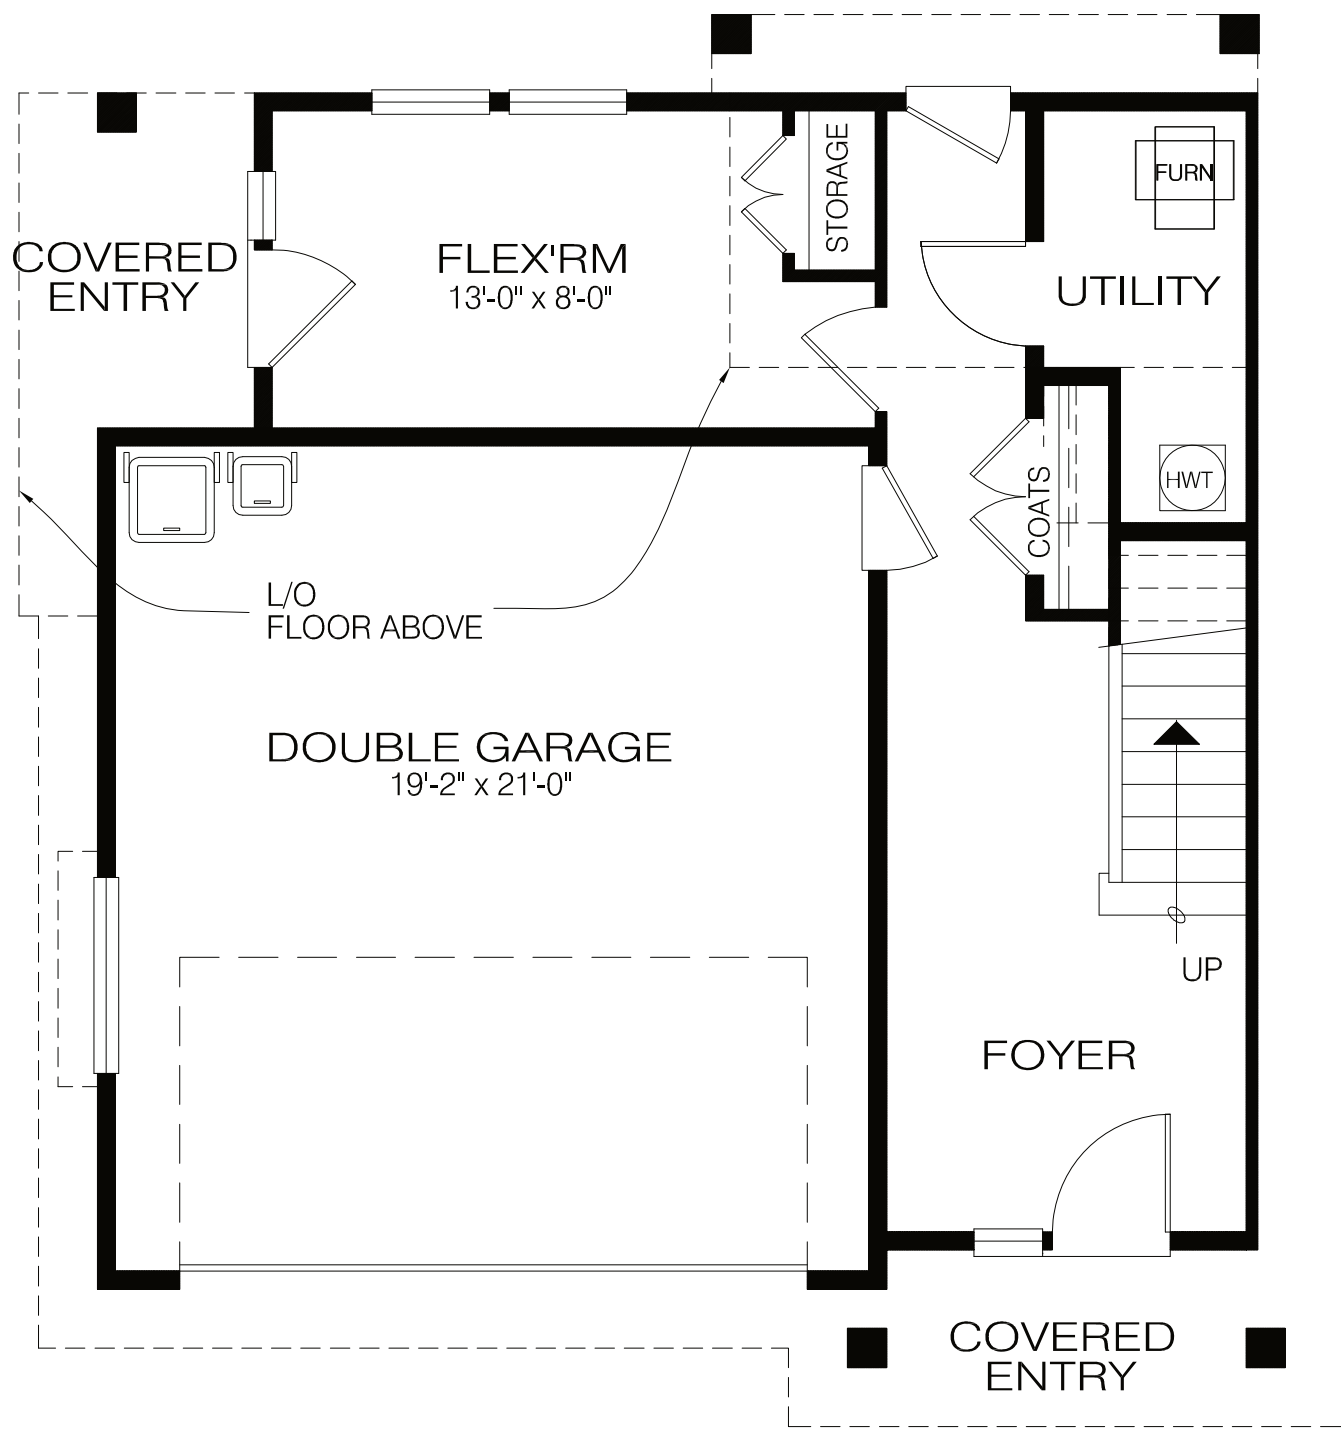 STORAGE
FURN
COVERED
ENTRY
FLEX'RM
13'-0" x 8'-0"
UTILITY
HWT
COATS
L/O
FLOOR ABOVE
DOUBLE GARAGE
19'-2" x 21'-0"
UP
FOYER
COVERED
ENTRY